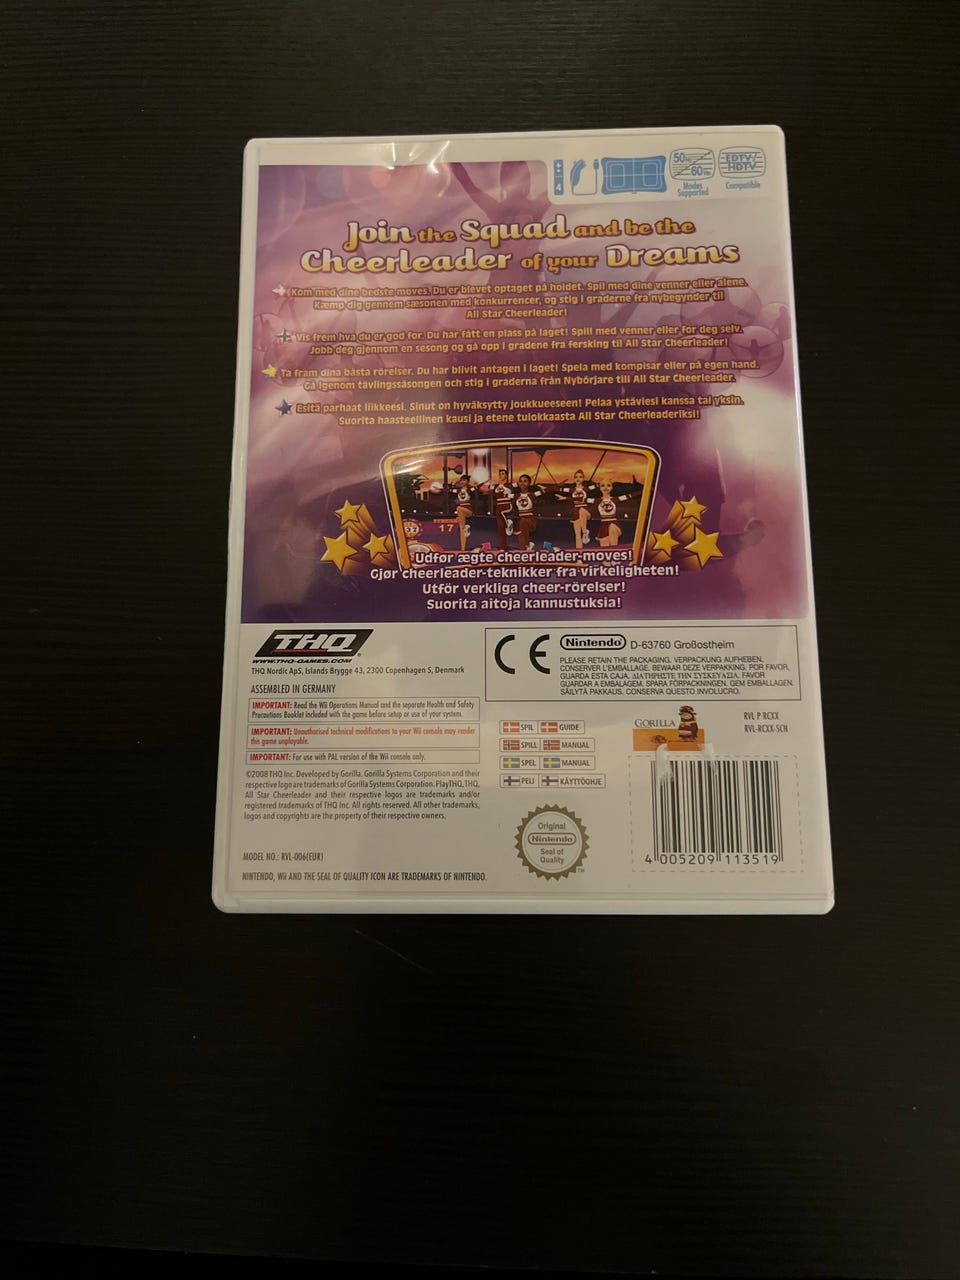 4
50Hz
60Hz
Modes
Supported
EDTV/
HDTV
Compatible
Join the Squad and be the
Cheerleader of your Dreams
Kom med dine bedste moves. Du er blevet optaget på holdet. Spil med dine venner eller alene.
Kæmp dig gennem sæsonen med konkurrencer, og stig i graderne fra nybegynder til
All Star Cheerleader!
Vis frem hva du er god for. Du har fått en plass på laget! Spill med venner eller for deg selv.
Jobb deg gjennom en sesong og gå opp i gradene fra fersking til All Star Cheerleader!
Ta fram dina bästa rörelser. Du har blivit antagen i laget! Spela med kompisar eller på egen hand.
Gå igenom tävlingssäsongen och stig i graderna från Nybörjare till All Star Cheerleader.
Esitä parhaat liikkeesi. Sinut on hyväksytty joukkueeseen! Pelaa ystäviesi kanssa tai yksin.
Suorita haasteellinen kausi ja etene tulokkaasta All Star Cheerleaderiksi!
37
STREAK
17
Udfør ægte cheerleader-moves!
Gjør cheerleader-teknikker fra virkeligheten!
Utför verkliga cheer-rörelser!
Suorita aitoja kannustuksia!
THQ®
WWW.THQ-GAMES.COM
THQ Nordic ApS, Islands Brygge 43, 2300 Copenhagen S, Denmark
ASSEMBLED IN GERMANY
IMPORTANT: Read the Wii Operations Manual and the separate Health and Safety
Precautions Booklet included with the game before setup or use of your system.
IMPORTANT: Unauthorised technical modifications to your Wii console may render
this game unplayable.
IMPORTANT: For use with PAL version of the Wii console only.
©2008 THQ Inc. Developed by Gorilla. Gorilla Systems Corporation and their
respective logo are trademarks of Gorilla Systems Corporation. PlayTHQ, THQ,
All Star Cheerleader and their respective logos are trademarks and/or
registered trademarks of THQ Inc. All rights reserved. All other trademarks,
logos and copyrights are the property of their respective owners.
MODEL NO.: RVL-006(EUR)
NINTENDO, Wii AND THE SEAL OF QUALITY ICON ARE TRADEMARKS OF NINTENDO.
CE
Nintendo® D-63760 Großostheim
PLEASE RETAIN THE PACKAGING. VERPACKUNG AUFHEBEN.
CONSERVER L'EMBALLAGE. BEWAAR DEZE VERPAKKING. POR FAVOR,
GUARDA ESTA CAJA. ΔΙΑΤΗΡΗΣΤΕ ΤΗΝ ΣΥΣΚΕΥΑΣΙΑ. FAVOR
GUARDAR A EMBALAGEM. SPARA FÖRPACKNINGEN. GEM EMBALLAGEN.
SÄILYTÄ PAKKAUS. CONSERVA QUESTO INVOLUCRO.
SPIL GUIDE
SPILL MANUAL
SPEL MANUAL
PELI KÄYTTÖOHJE
GORILLA
RVL P RCXX
RVL-RCXX-SCN
Original
Nintendo
Seal of
Quality
TM
4 005209 113519